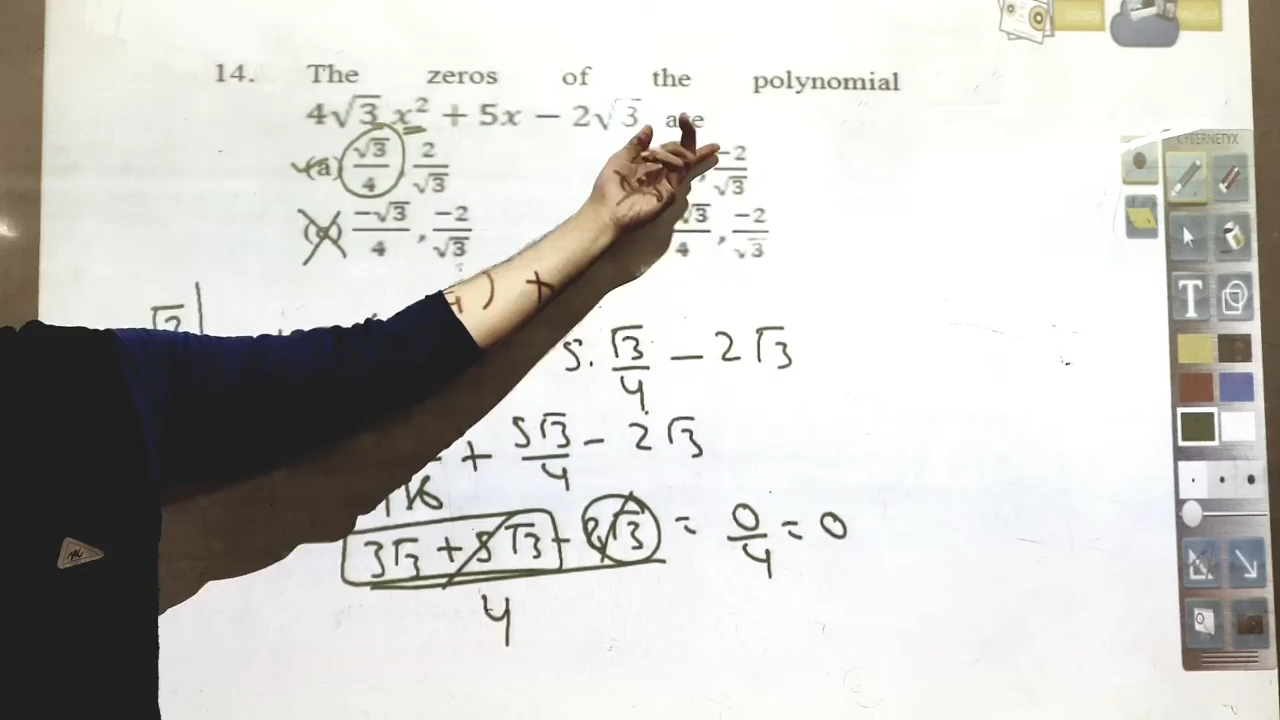 14. The zeros of the polynomial
4√3 x² + 5x − 2√3 are
(a) √3/4, 2/√3
, −2/√3
−√3/4, −2/√3
√3/4, −2/√3
√3
5. √3/4 − 2√3
+ 5√3/4 − 2√3
16
3√3 + 5√3 - 8√3 = 0/4 = 0
4
CYBERNETYX
T